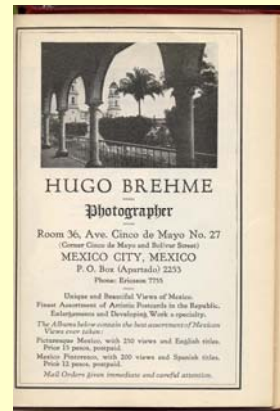 HUGO BREHME
Photographer
Room 36, Ave. Cinco de Mayo No. 27
(Corner Cinco de Mayo and Bolivar Street)
MEXICO CITY, MEXICO
P. O. Box (Apartado) 2253
Phone: Ericsson 7755
Unique and Beautiful Views of Mexico.
Finest Assortment of Artistic Postcards in the Republic.
Enlargements and Developing Work a specialty.
The Albums below contain the best assortment of Mexican
Views ever taken:
Picturesque Mexico, with 250 views and English titles.
Price 15 pesos, postpaid.
Mexico Pintoresco, with 200 views and Spanish titles.
Price 12 pesos, postpaid.
Mail Orders given immediate and careful attention.